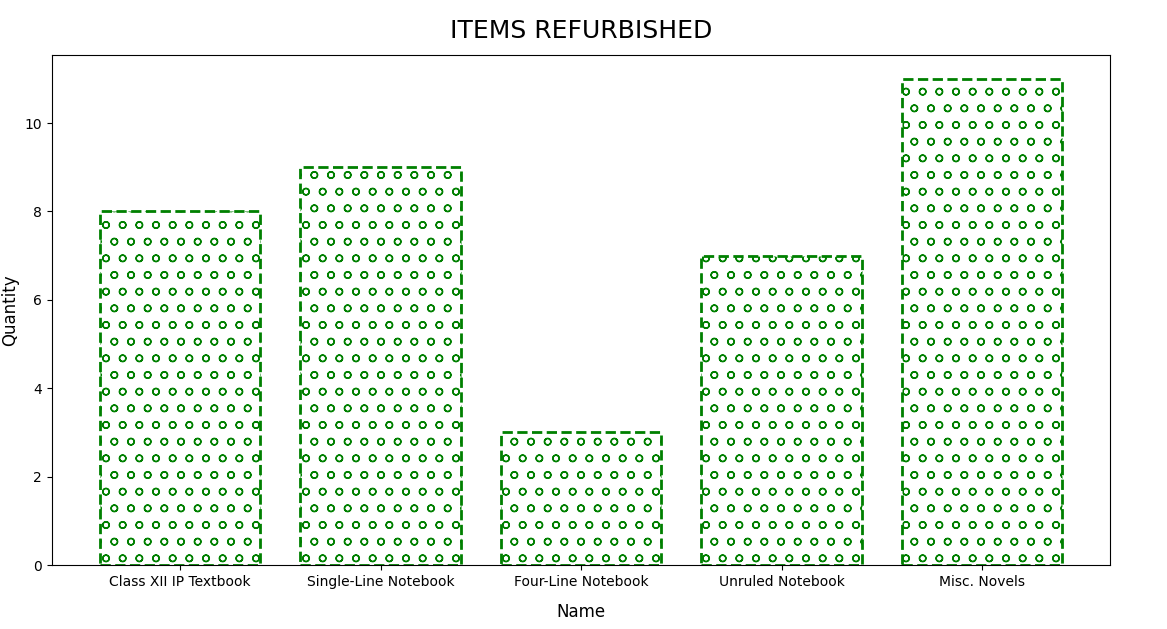 ITEMS REFURBISHED
10
8
6
4
2
0
Quantity
Class XII IP Textbook
Single-Line Notebook
Four-Line Notebook
Unruled Notebook
Misc. Novels
Name